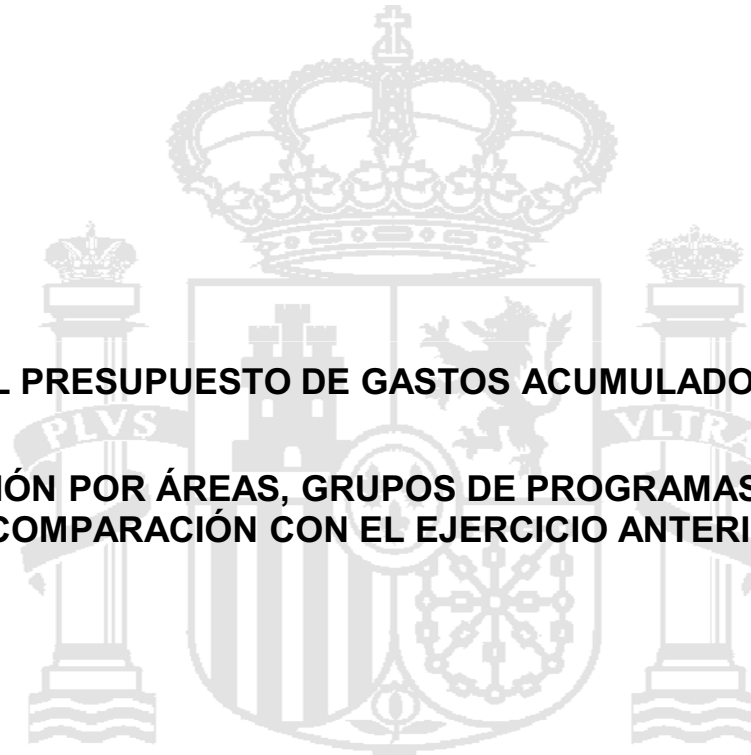 L PRESUPUESTO DE GASTOS ACUMULADO
PLVS VLTRA
IÓN POR ÁREAS, GRUPOS DE PROGRAMAS
COMPARACIÓN CON EL EJERCICIO ANTERI